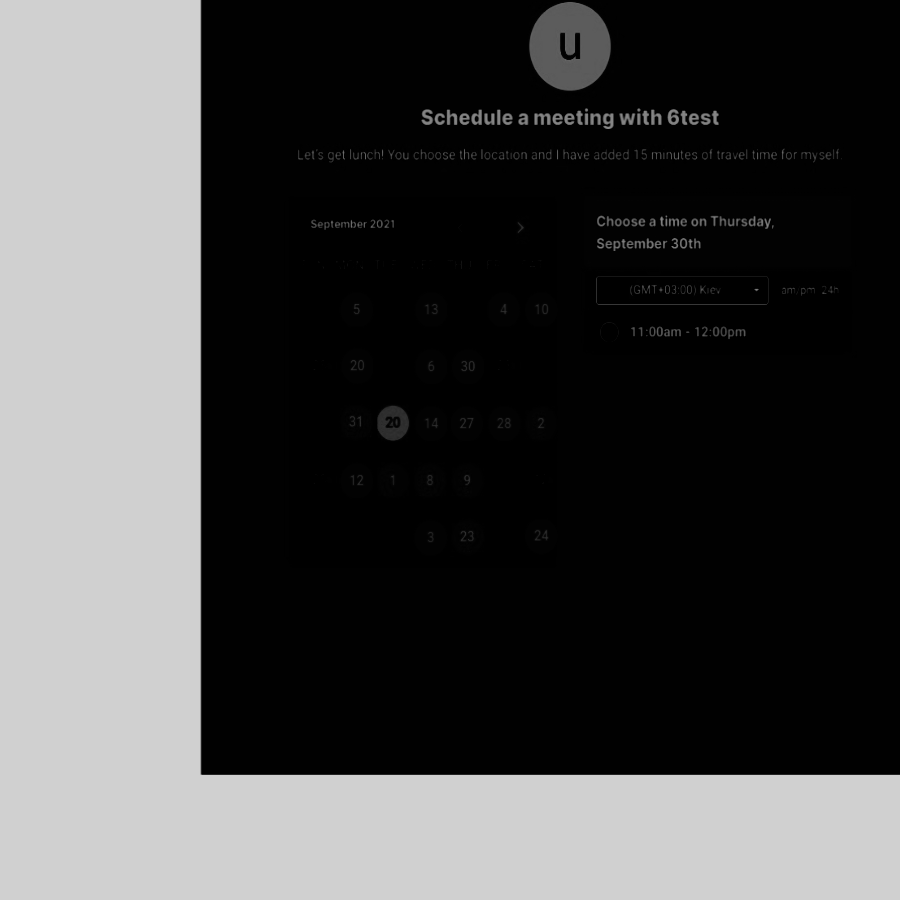 u
Schedule a meeting with 6test
Let's get lunch! You choose the location and I have added 15 minutes of travel time for myself.
September 2021
5 13 4 10
20 6 30
31 20 14 27 28 2
12 1 8 9
3 23 24
Choose a time on Thursday,
September 30th
(GMT+03:00) Kiev am/pm 24h
11:00am - 12:00pm